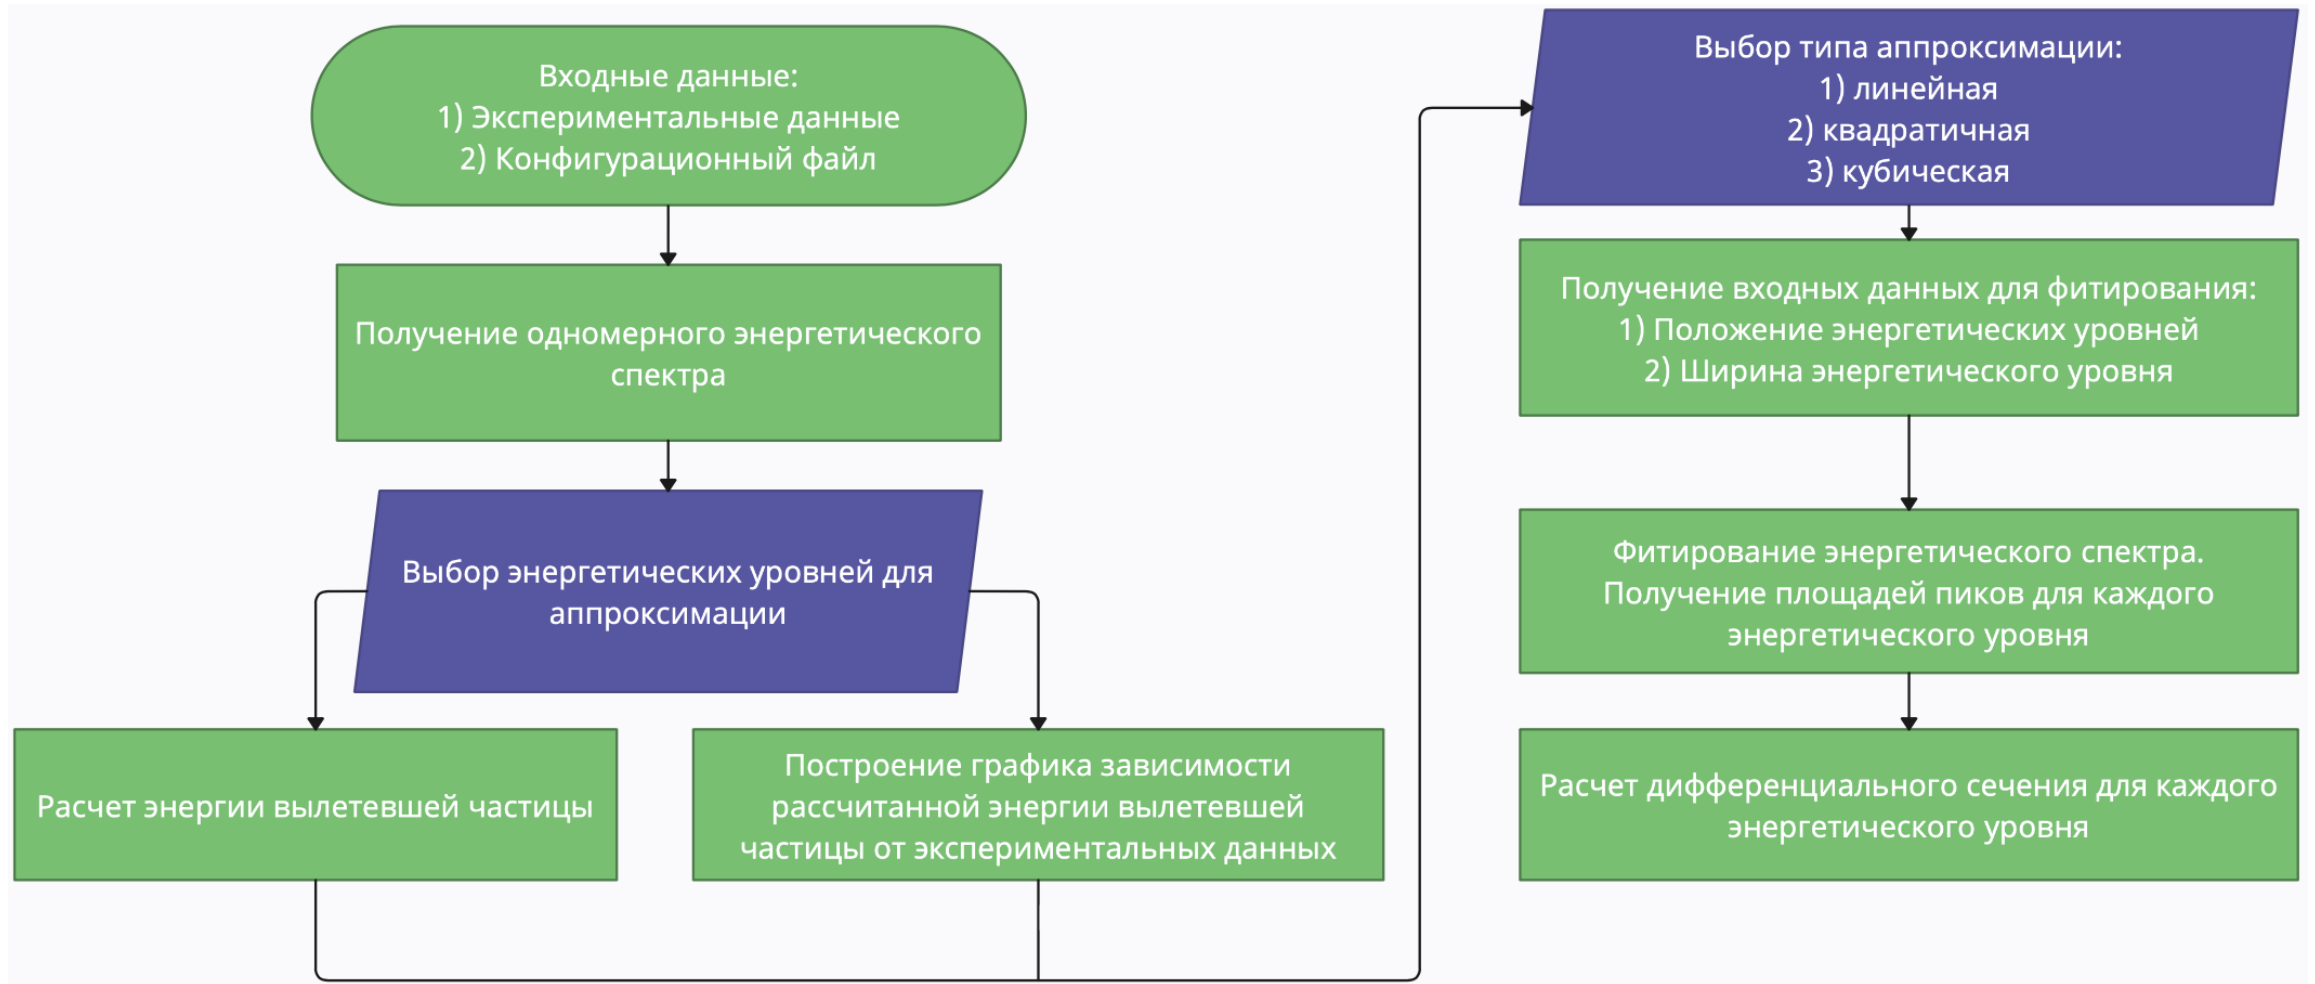 Входные данные:
1) Экспериментальные данные
2) Конфигурационный файл
Получение одномерного энергетического
спектра
Выбор энергетических уровней для
аппроксимации
Расчет энергии вылетевшей частицы
Построение графика зависимости
рассчитанной энергии вылетевшей
частицы от экспериментальных данных
Выбор типа аппроксимации:
1) линейная
2) квадратичная
3) кубическая
Получение входных данных для фитирования:
1) Положение энергетических уровней
2) Ширина энергетического уровня
Фитирование энергетического спектра.
Получение площадей пиков для каждого
энергетического уровня
Расчет дифференциального сечения для каждого
энергетического уровня